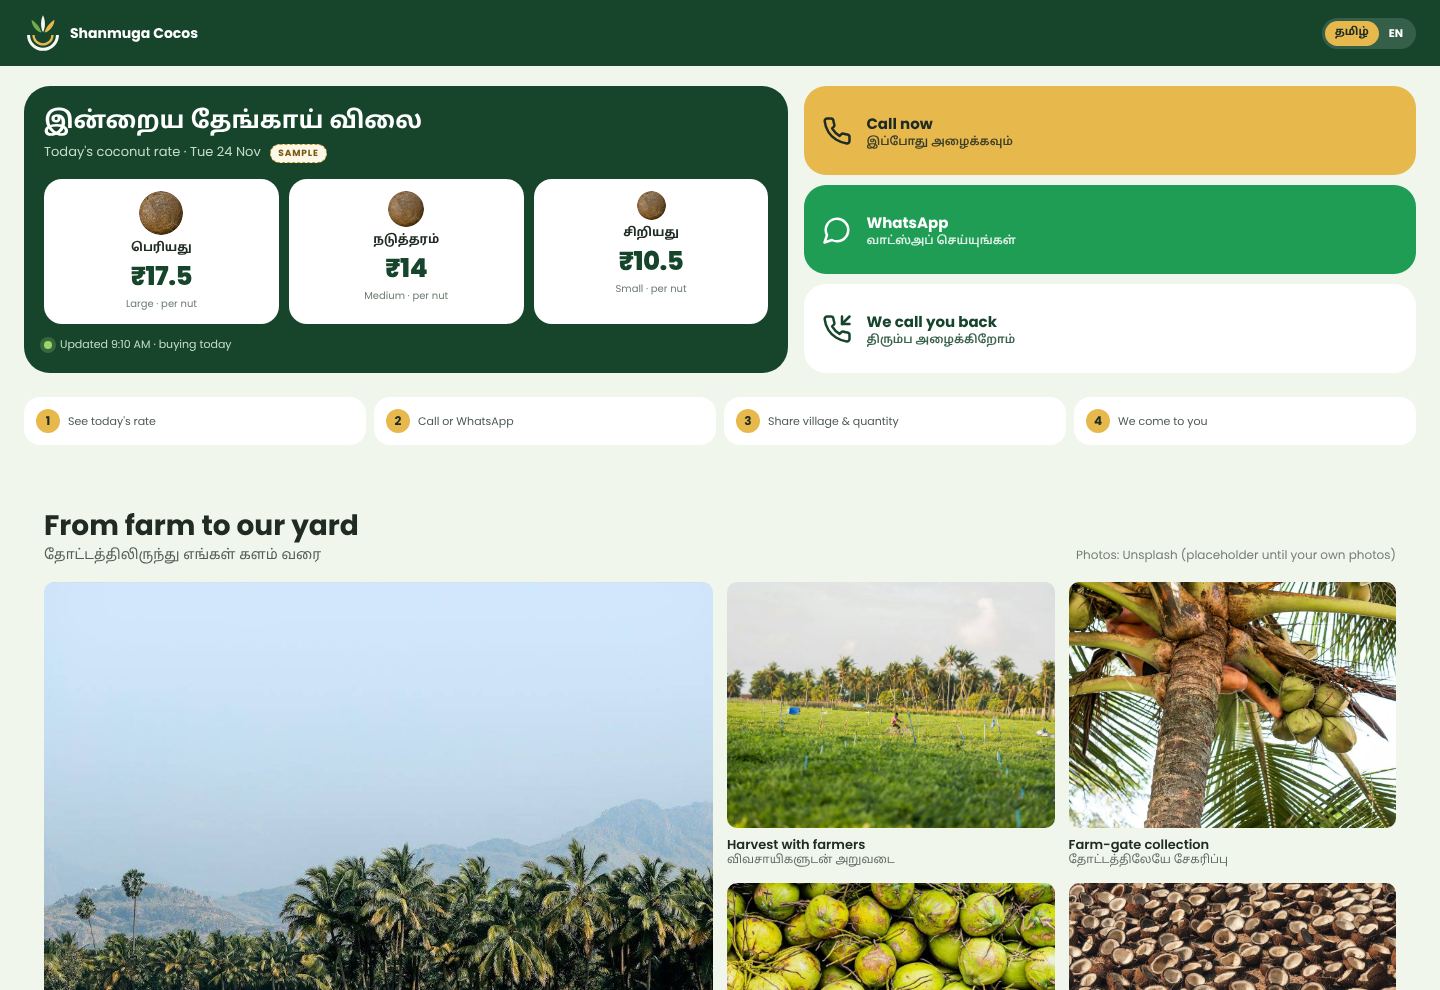 Shanmuga Cocos
தமிழ் EN
இன்றைய தேங்காய் விலை
Today's coconut rate · Tue 24 Nov SAMPLE
பெரியது
₹17.5
Large · per nut
நடுத்தரம்
₹14
Medium · per nut
சிறியது
₹10.5
Small · per nut
Updated 9:10 AM · buying today
Call now
இப்போது அழைக்கவும்
WhatsApp
வாட்ஸ்அப் செய்யுங்கள்
We call you back
திரும்ப அழைக்கிறோம்
1 See today's rate
2 Call or WhatsApp
3 Share village & quantity
4 We come to you
From farm to our yard
தோட்டத்திலிருந்து எங்கள் களம் வரை
Photos: Unsplash (placeholder until your own photos)
Harvest with farmers
விவசாயிகளுடன் அறுவடை
Farm-gate collection
தோட்டத்திலேயே சேகரிப்பு